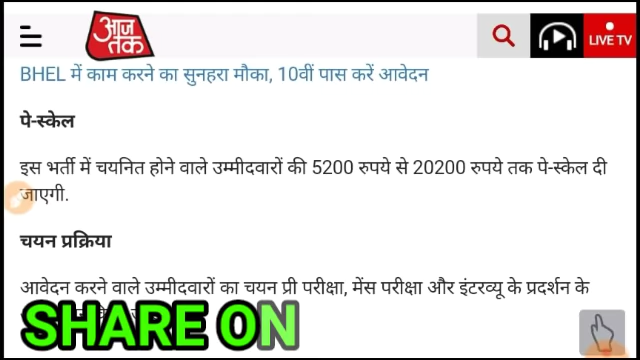 आज
तक
LIVE TV
BHEL में काम करने का सुनहरा मौका, 10वीं पास करें आवेदन
पे-स्केल
इस भर्ती में चयनित होने वाले उम्मीदवारों की 5200 रुपये से 20200 रुपये तक पे-स्केल दी
जाएगी.
चयन प्रक्रिया
आवेदन करने वाले उम्मीदवारों का चयन प्री परीक्षा, मेंस परीक्षा और इंटरव्यू के प्रदर्शन के
SHARE ON